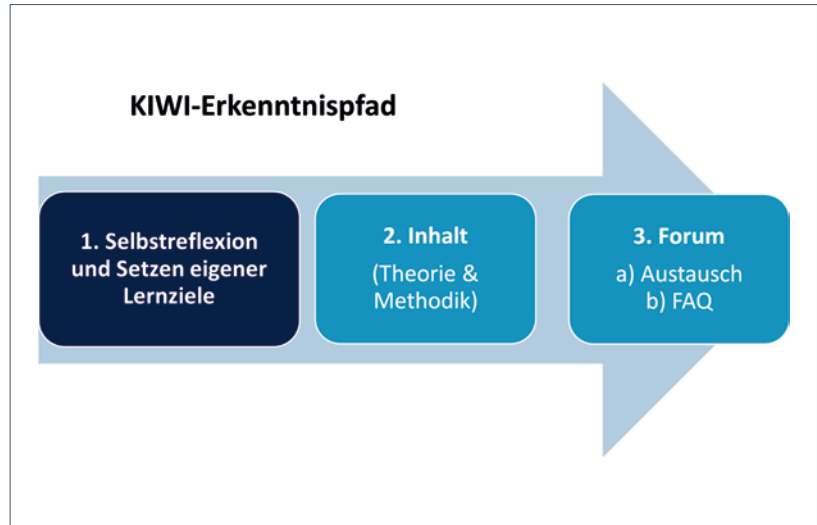 KIWI-Erkenntnispfad
1. Selbstreflexion
und Setzen eigener
Lernziele
2. Inhalt
(Theorie &
Methodik)
3. Forum
a) Austausch
b) FAQ